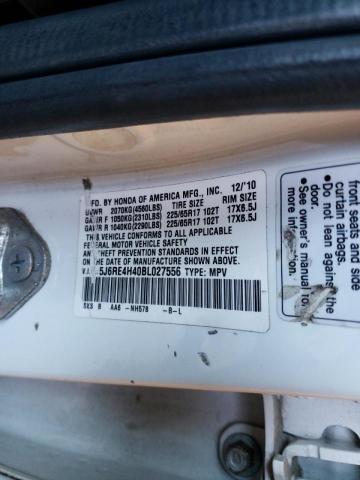 MFD. BY HONDA OF AMERICA MFG., INC. 12/'10
GVWR 2070KG(4560LBS) TIRE SIZE RIM SIZE
GAWR F 1050KG(2310LBS) 225/65R17 102T 17X6.5J
GAWR R 1040KG(2290LBS) 225/65R17 102T 17X6.5J
THIS VEHICLE CONFORMS TO ALL APPLICABLE
FEDERAL MOTOR VEHICLE SAFETY
AND THEFT PREVENTION STANDARDS IN EFFECT
ON THE DATE OF MANUFACTURE SHOWN ABOVE.
5J6RE4H40BL027556 TYPE: MPV
B AA6 -NH578 -B-L
front seats and side
curtain airbags.
Do not lean against the
door.
See owner's manual for
more information